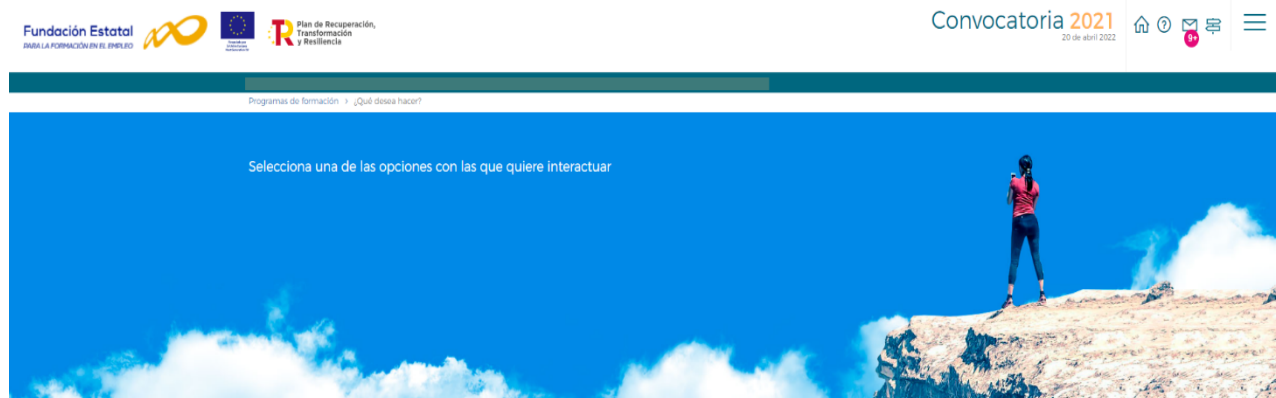 Fundación Estatal
PARA LA FORMACIÓN EN EL EMPLEO
Plan de Recuperación,
Transformación
y Resiliencia
Convocatoria 2021
20 de abril 2022
9+
Programas de formación > ¿Qué desea hacer?
Selecciona una de las opciones con las que quiere interactuar